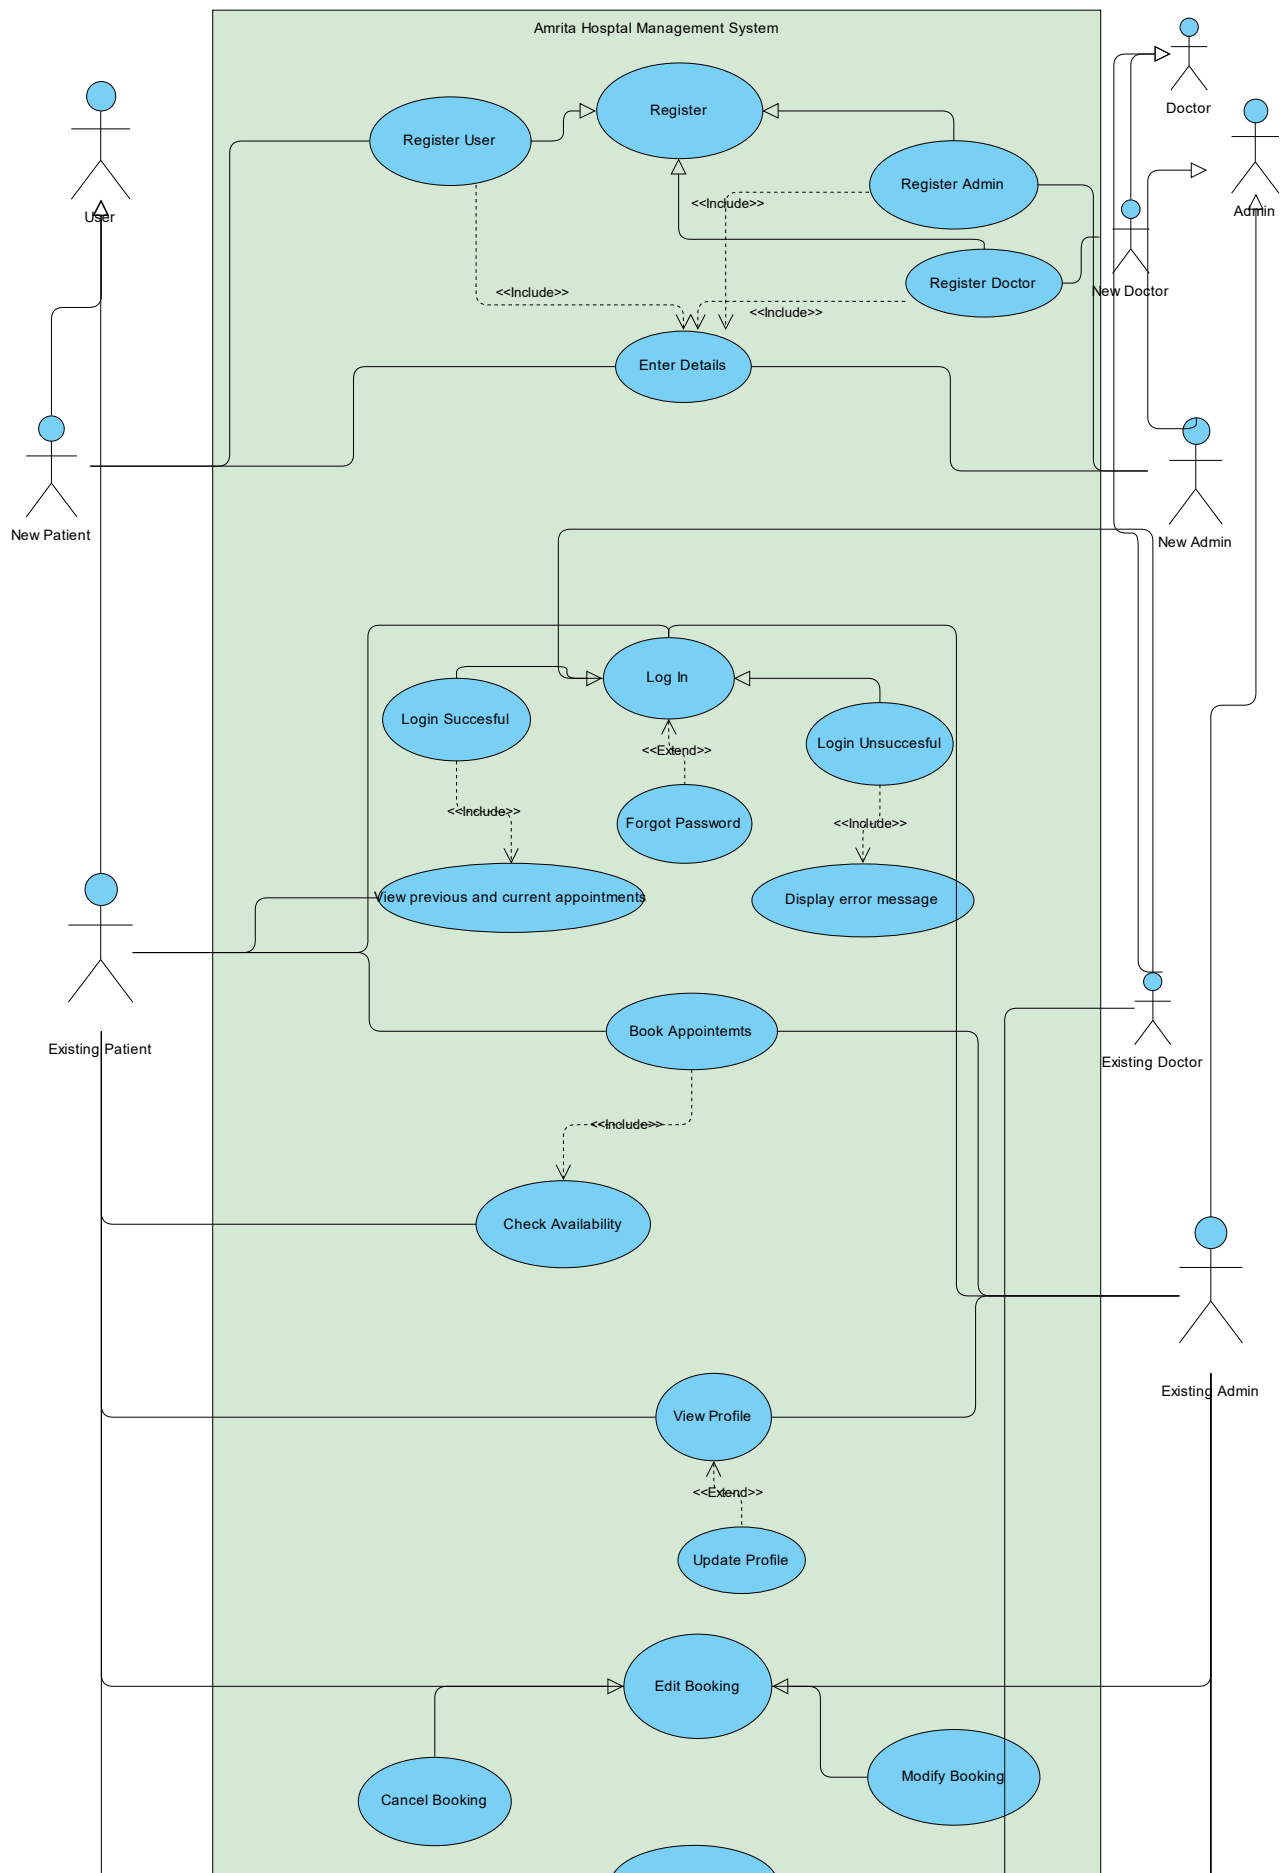 Amrita Hosptal Management System
Doctor
Register
Admin
Register User
Register Admin
User
<<Include>>
New Doctor
Register Doctor
<<Include>>
<<Include>>
Enter Details
New Patient
New Admin
Log In
Login Succesful
Login Unsuccesful
<<Extend>>
<<Include>>
Forgot Password
<<Include>>
View previous and current appointments
Display error message
Book Appointemts
Existing Patient
Existing Doctor
<<Include>>
Check Availability
Existing Admin
View Profile
<<Extend>>
Update Profile
Edit Booking
Modify Booking
Cancel Booking